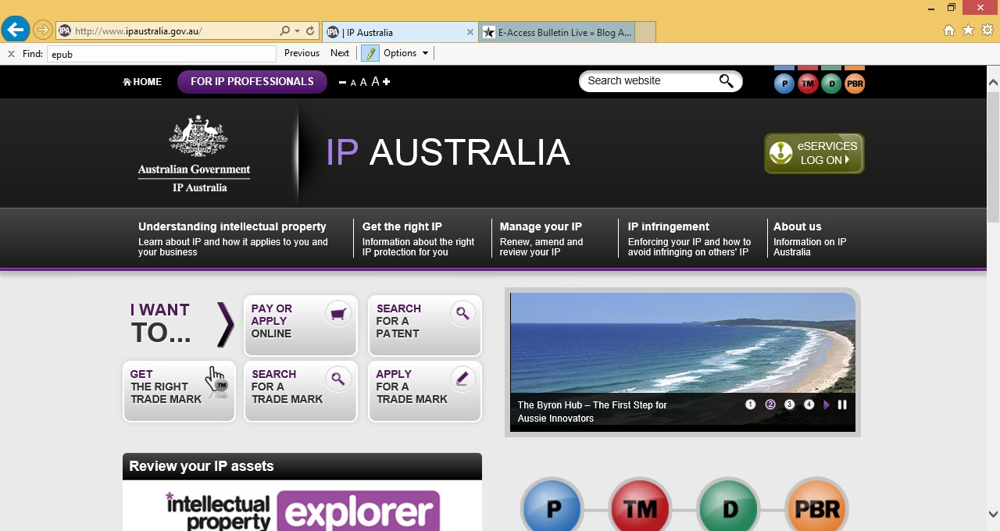 http://www.ipaustralia.gov.au/
IPA
| IP Australia
E-Access Bulletin Live » Blog A...
x Find: epub
Previous Next
Options
HOME
FOR IP PROFESSIONALS
A A A
Search website
P TM D PBR
Australian Government
IP Australia
IP AUSTRALIA
eSERVICES
LOG ON
Understanding intellectual property
Learn about IP and how it applies to you and
your business
Get the right IP
Information about the right
IP protection for you
Manage your IP
Renew, amend and
review your IP
IP infringement
Enforcing your IP and how to
avoid infringing on others' IP
About us
Information on IP
Australia
I WANT
TO...
PAY OR
APPLY
ONLINE
SEARCH
FOR A
PATENT
GET
THE RIGHT
TRADE MARK
TM
SEARCH
FOR A
TRADE MARK
APPLY
FOR A
TRADE MARK
The Byron Hub – The First Step for
Aussie Innovators
1 2 3 4
Review your IP assets
*intellectual
property
explorer
P TM D PBR